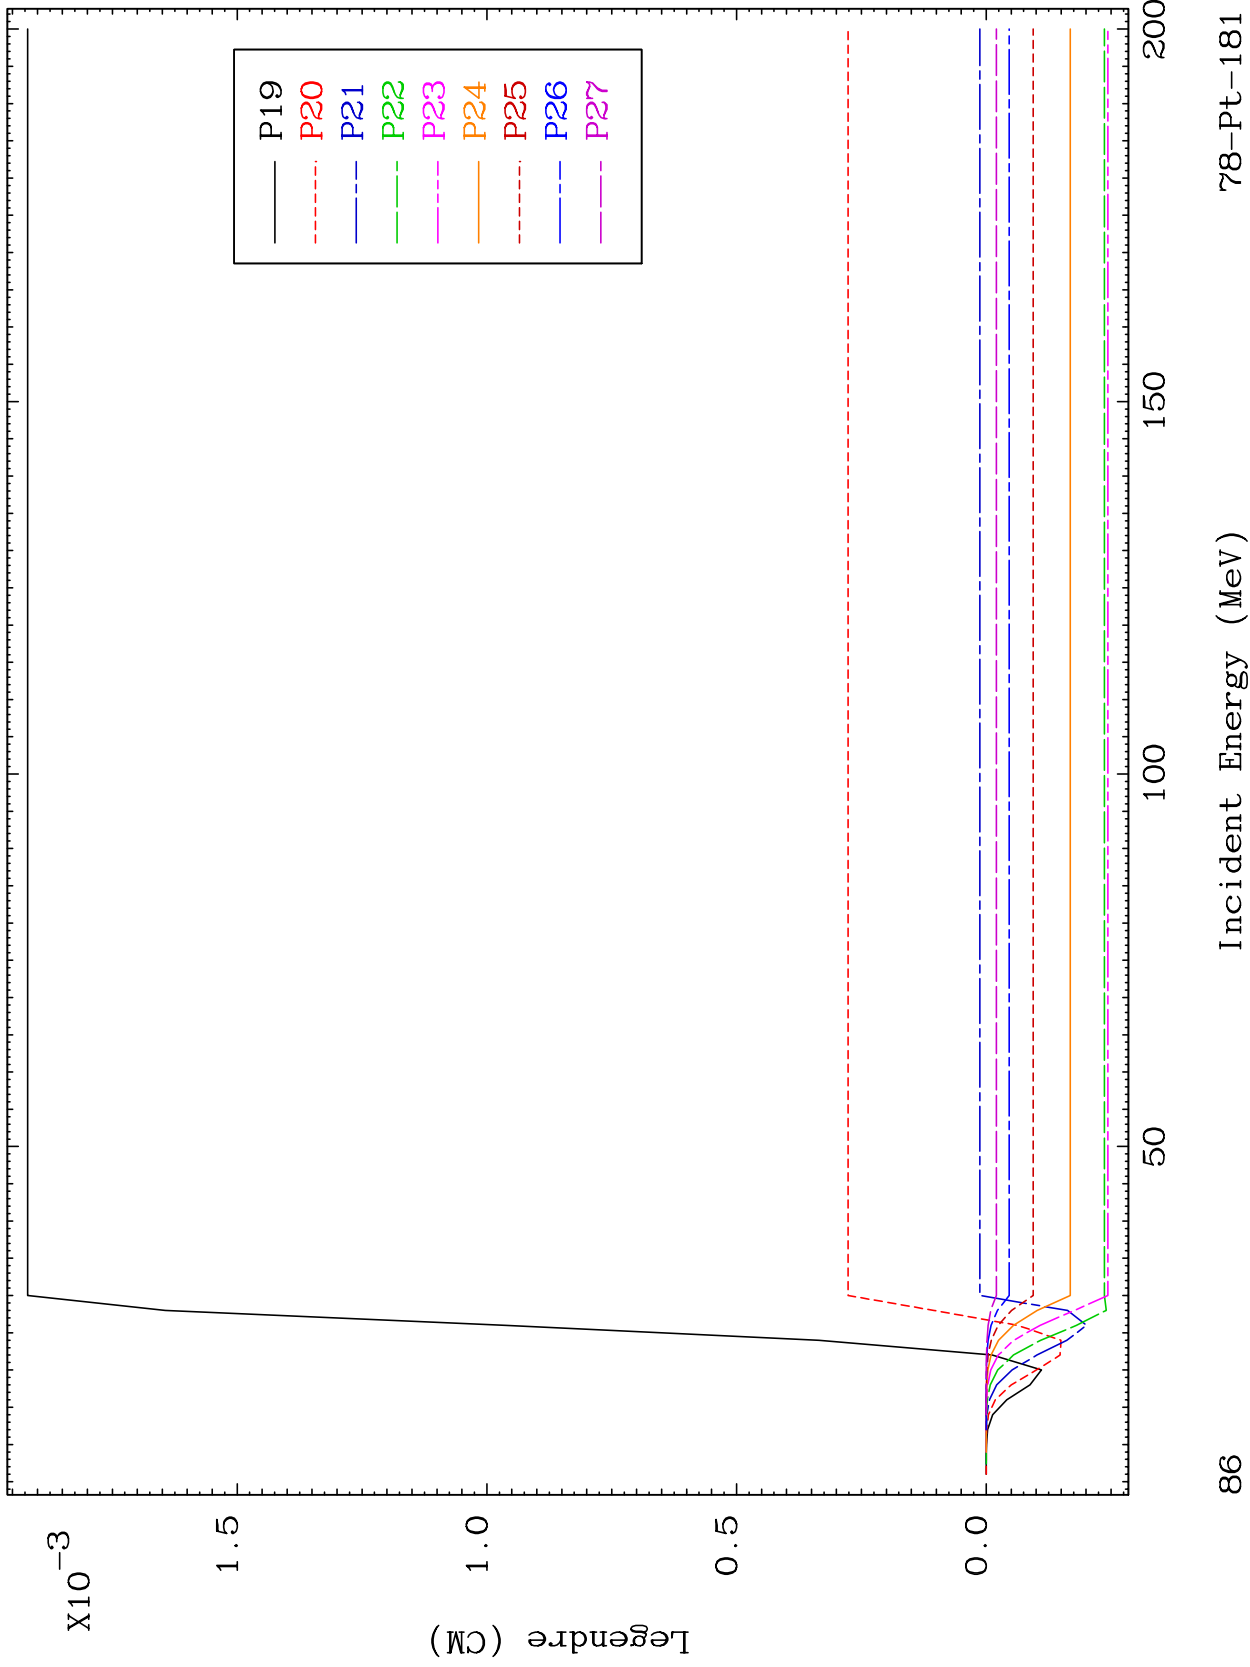 X10⁻³
Legendre (CM)
1.5
1.0
0.5
0.0
P19
P20
P21
P22
P23
P24
P25
P26
P27
50
100
150
200
Incident Energy (MeV)
86
78-Pt-181